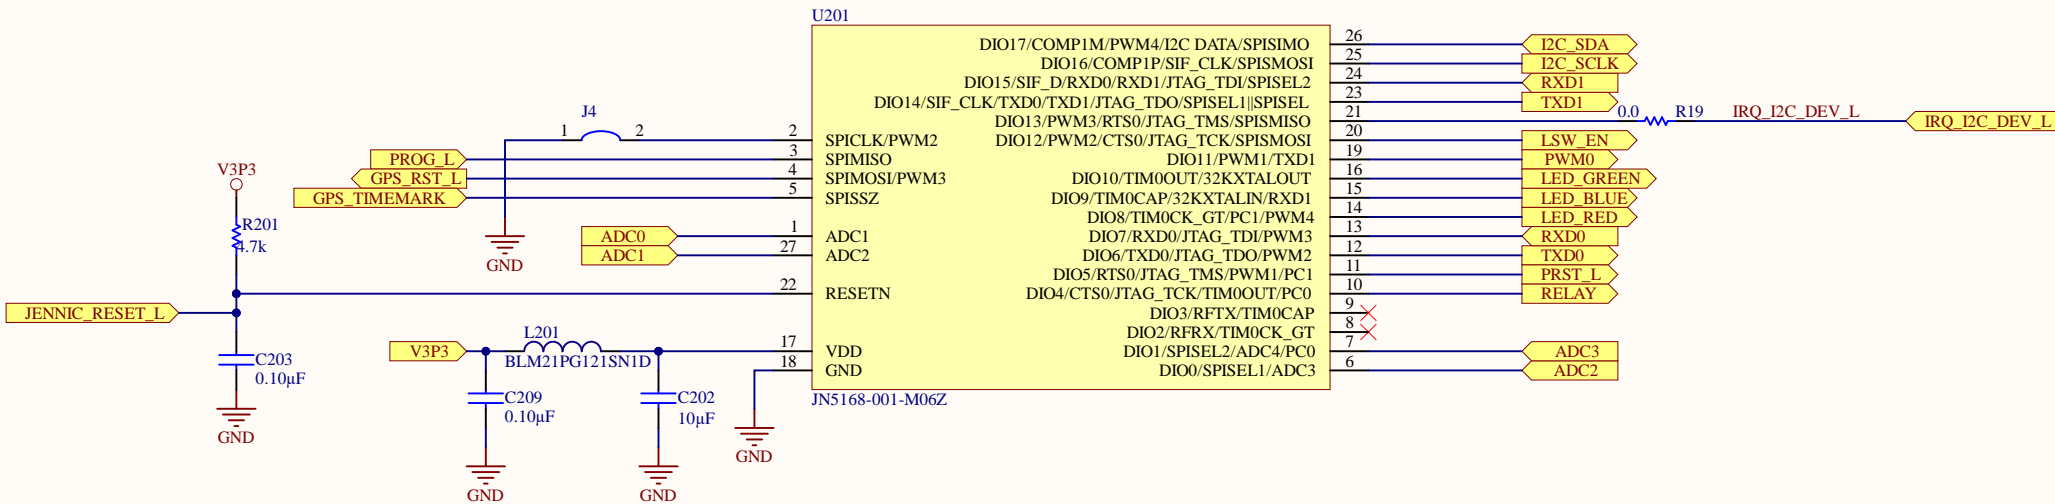 U201
DIO17/COMP1M/PWM4/I2C DATA/SPISIMO 26 I2C_SDA
DIO16/COMP1P/SIF_CLK/SPISMOSI 25 I2C_SCLK
DIO15/SIF_D/RXD0/RXD1/JTAG_TDI/SPISEL2 24 RXD1
DIO14/SIF_CLK/TXD0/TXD1/JTAG_TDO/SPISEL1||SPISEL 23 TXD1
DIO13/PWM3/RTS0/JTAG_TMS/SPISMISO 21 0.0 R19 IRQ_I2C_DEV_L IRQ_I2C_DEV_L
J4
1 2 2 SPICLK/PWM2 DIO12/PWM2/CTS0/JTAG_TCK/SPISMOSI 20 LSW_EN
PROG_L 3 SPIMISO DIO11/PWM1/TXD1 19 PWM0
GPS_RST_L 4 SPIMOSI/PWM3 DIO10/TIM0OUT/32KXTALOUT 16 LED_GREEN
GPS_TIMEMARK 5 SPISSZ DIO9/TIM0CAP/32KXTALIN/RXD1 15 LED_BLUE
V3P3
DIO8/TIM0CK_GT/PC1/PWM4 14 LED_RED
R201
4.7k
ADC0 1 ADC1 DIO7/RXD0/JTAG_TDI/PWM3 13 RXD0
ADC1 27 ADC2 DIO6/TXD0/JTAG_TDO/PWM2 12 TXD0
GND
DIO5/RTS0/JTAG_TMS/PWM1/PC1 11 PRST_L
22 RESETN DIO4/CTS0/JTAG_TCK/TIM0OUT/PC0 10 RELAY
JENNIC_RESET_L
DIO3/RFTX/TIM0CAP 9
DIO2/RFRX/TIM0CK_GT 8
L201
V3P3 17 VDD DIO1/SPISEL2/ADC4/PC0 7 ADC3
BLM21PG121SN1D
18 GND DIO0/SPISEL1/ADC3 6 ADC2
C203
0.10µF
C209
0.10µF
C202
10µF
JN5168-001-M06Z
GND
GND
GND
GND